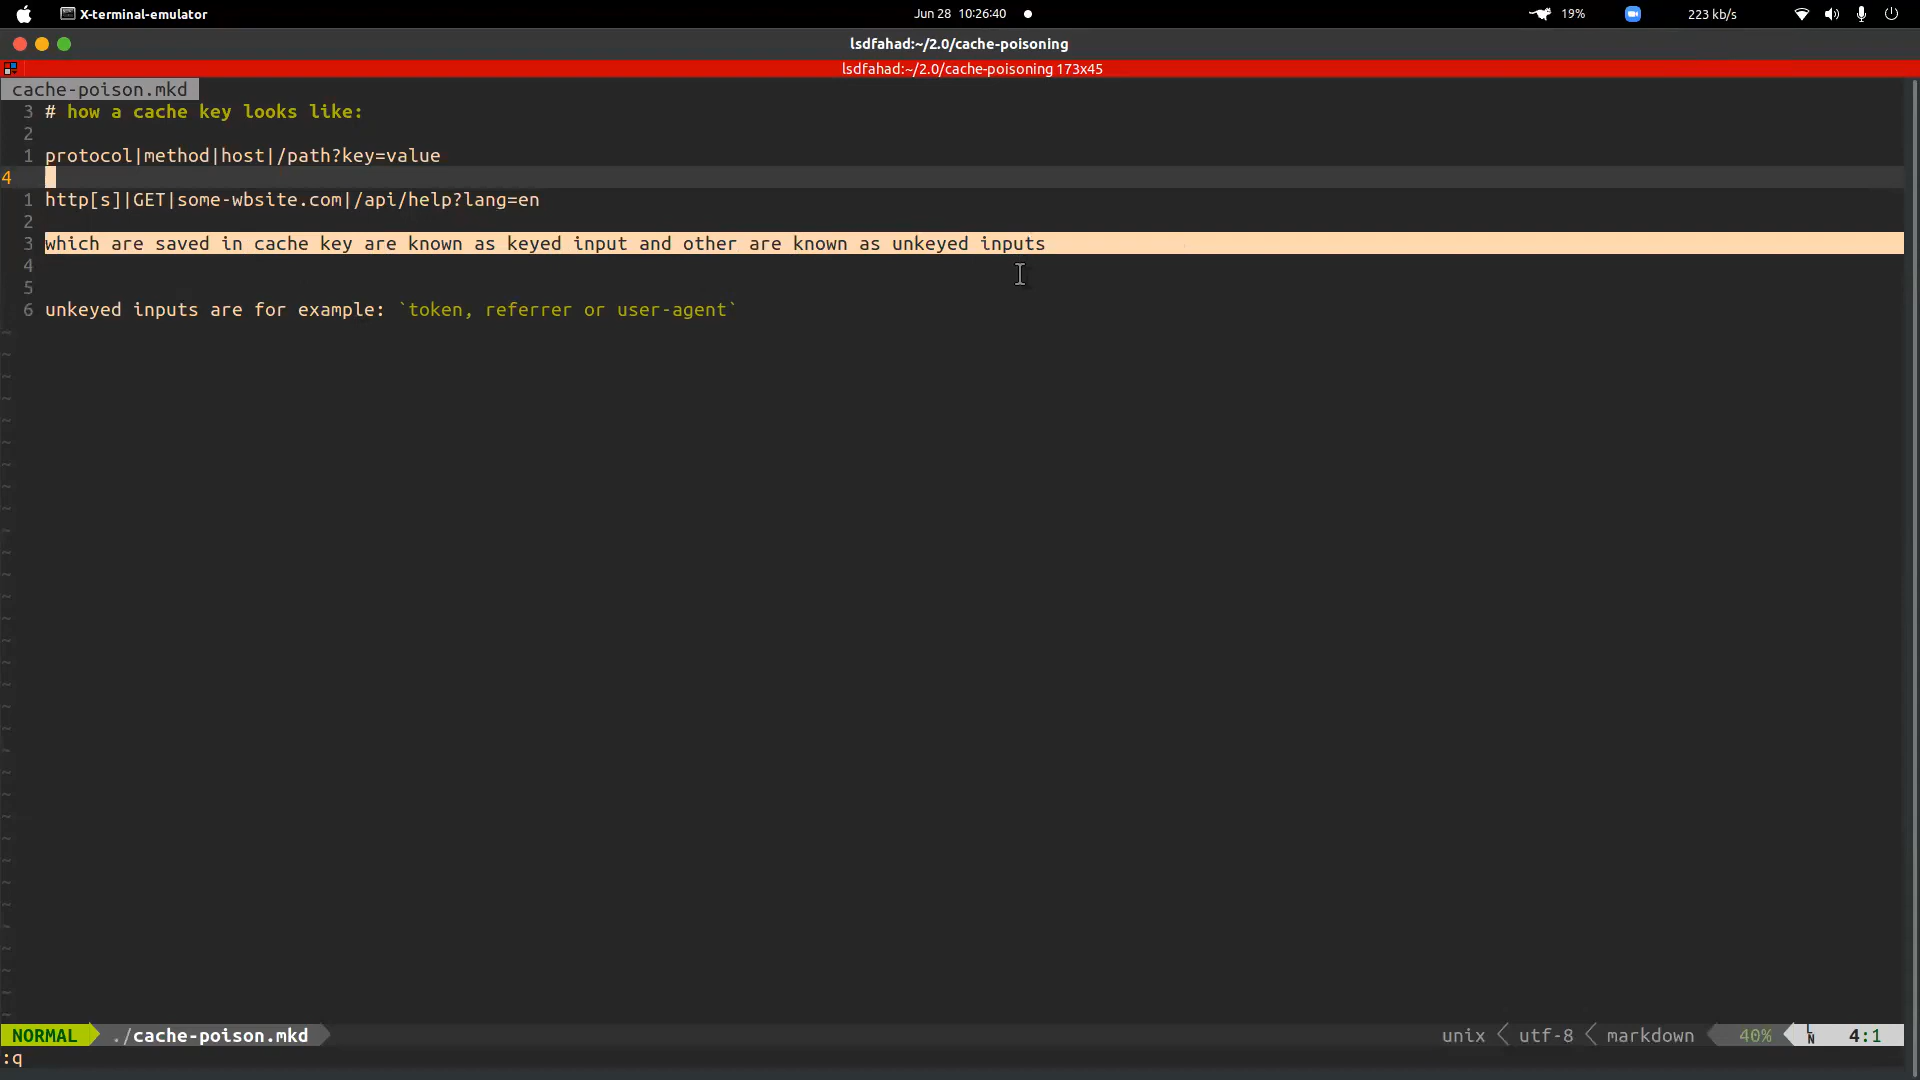 X-terminal-emulator
Jun 28 10:26:40
19%
223 kb/s
lsdfahad:~/2.0/cache-poisoning
lsdfahad:~/2.0/cache-poisoning 173x45
cache-poison.mkd
3 # how a cache key looks like:
2
1 protocol|method|host|/path?key=value
4
1 http[s]|GET|some-wbsite.com|/api/help?lang=en
2
3 which are saved in cache key are known as keyed input and other are known as unkeyed inputs
4
5
6 unkeyed inputs are for example: `token, referrer or user-agent`
NORMAL ./cache-poison.mkd unix utf-8 markdown 40% LN 4:1
:q